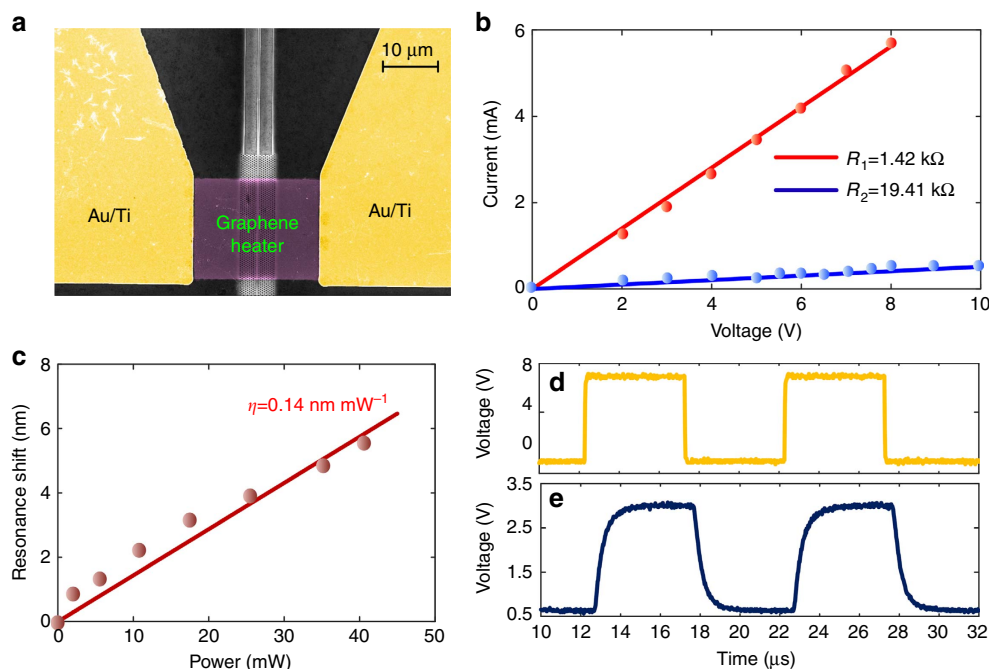 a
10 μm
Au/Ti
Graphene
heater
Au/Ti
b
Current (mA)
6
4
2
0
R₁=1.42 kΩ
R₂=19.41 kΩ
0
2
4
6
8
10
Voltage (V)
c
Resonance shift (nm)
8
6
4
2
0
η=0.14 nm mW⁻¹
0
10
20
30
40
50
Power (mW)
d
Voltage (V)
8
4
0
e
Voltage (V)
3.5
2.5
1.5
0.5
10
12
14
16
18
20
22
24
26
28
30
32
Time (μs)